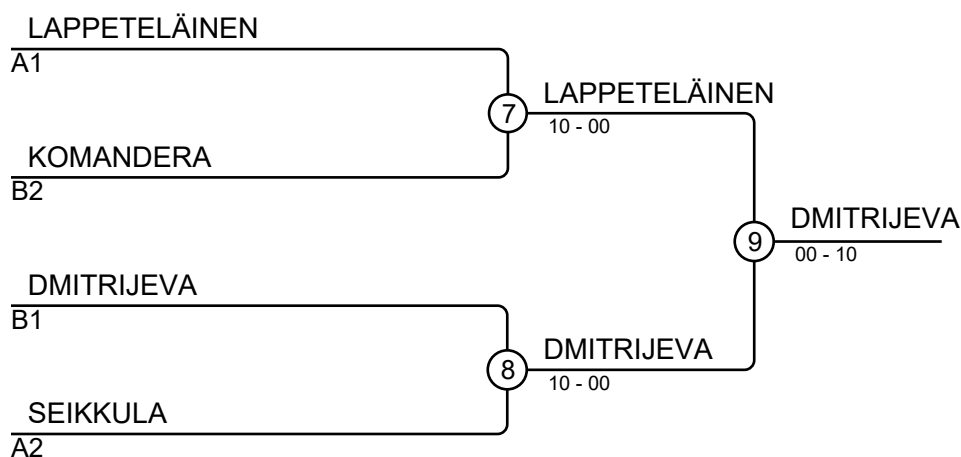 LAPPETELÄINEN
A1
7
LAPPETELÄINEN
10 - 00
KOMANDERA
B2
9
DMITRIJEVA
00 - 10
DMITRIJEVA
B1
8
DMITRIJEVA
10 - 00
SEIKKULA
A2